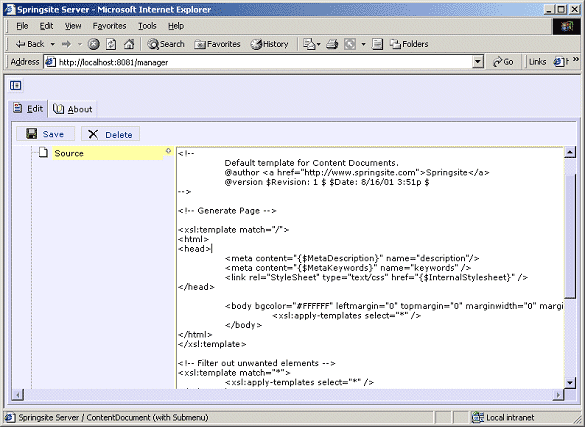 Springsite Server - Microsoft Internet Explorer
File Edit View Favorites Tools Help
Back Search Favorites History Folders
Address http://localhost:8081/manager Go Links
Edit About
Save Delete
Source
<!--
Default template for Content Documents.
@author <a href="http://www.springsite.com">Springsite</a>
@version $Revision: 1 $ $Date: 8/16/01 3:51p $
-->
<!-- Generate Page -->
<xsl:template match="/">
<html>
<head>
<meta content="{$MetaDescription}" name="description"/>
<meta content="{$MetaKeywords}" name="keywords" />
<link rel="StyleSheet" type="text/css" href="{$InternalStylesheet}" />
</head>
<body bgcolor="#FFFFFF" leftmargin="0" topmargin="0" marginwidth="0" marg
<xsl:apply-templates select="*" />
</body>
</html>
</xsl:template>
<!-- Filter out unwanted elements -->
<xsl:template match="*">
<xsl:apply-templates select="*" />
Springsite Server / ContentDocument (with Submenu) Local intranet